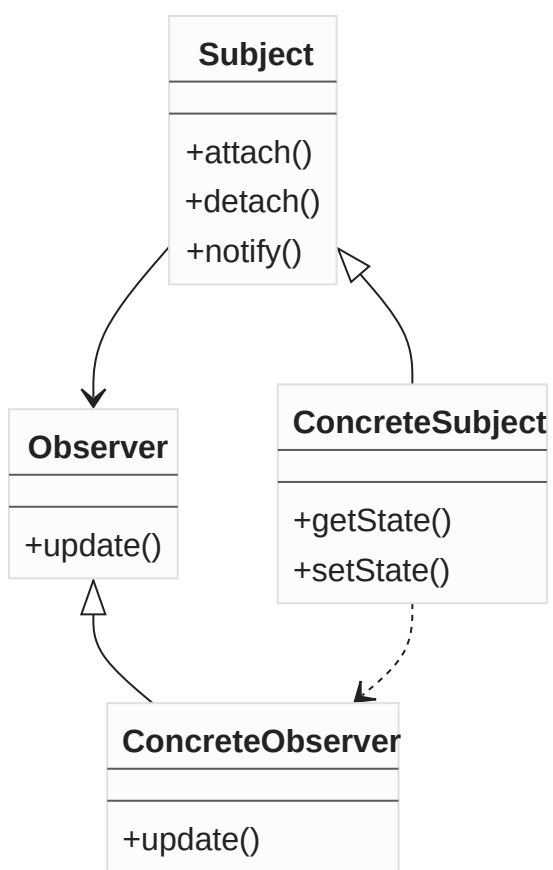 Subject
+attach()
+detach()
+notify()
Observer
+update()
ConcreteSubject
+getState()
+setState()
ConcreteObserver
+update()